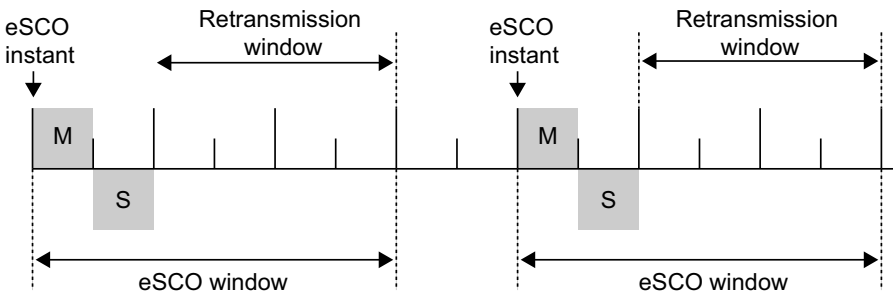 eSCO
instant
Retransmission
window
eSCO
instant
Retransmission
window
M
M
S
S
eSCO window
eSCO window